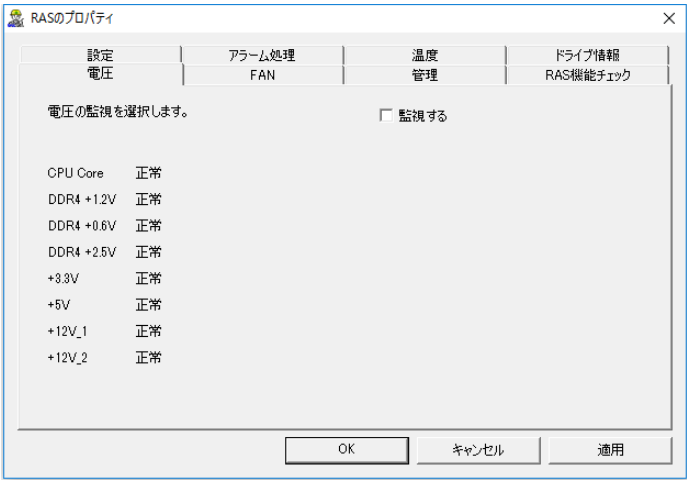 RASのプロパティ
設定 アラーム処理 温度 ドライブ情報
電圧 FAN 管理 RAS機能チェック
電圧の監視を選択します。 監視する
CPU Core 正常
DDR4 +1.2V 正常
DDR4 +0.6V 正常
DDR4 +2.5V 正常
+3.3V 正常
+5V 正常
+12V_1 正常
+12V_2 正常
OK キャンセル 適用